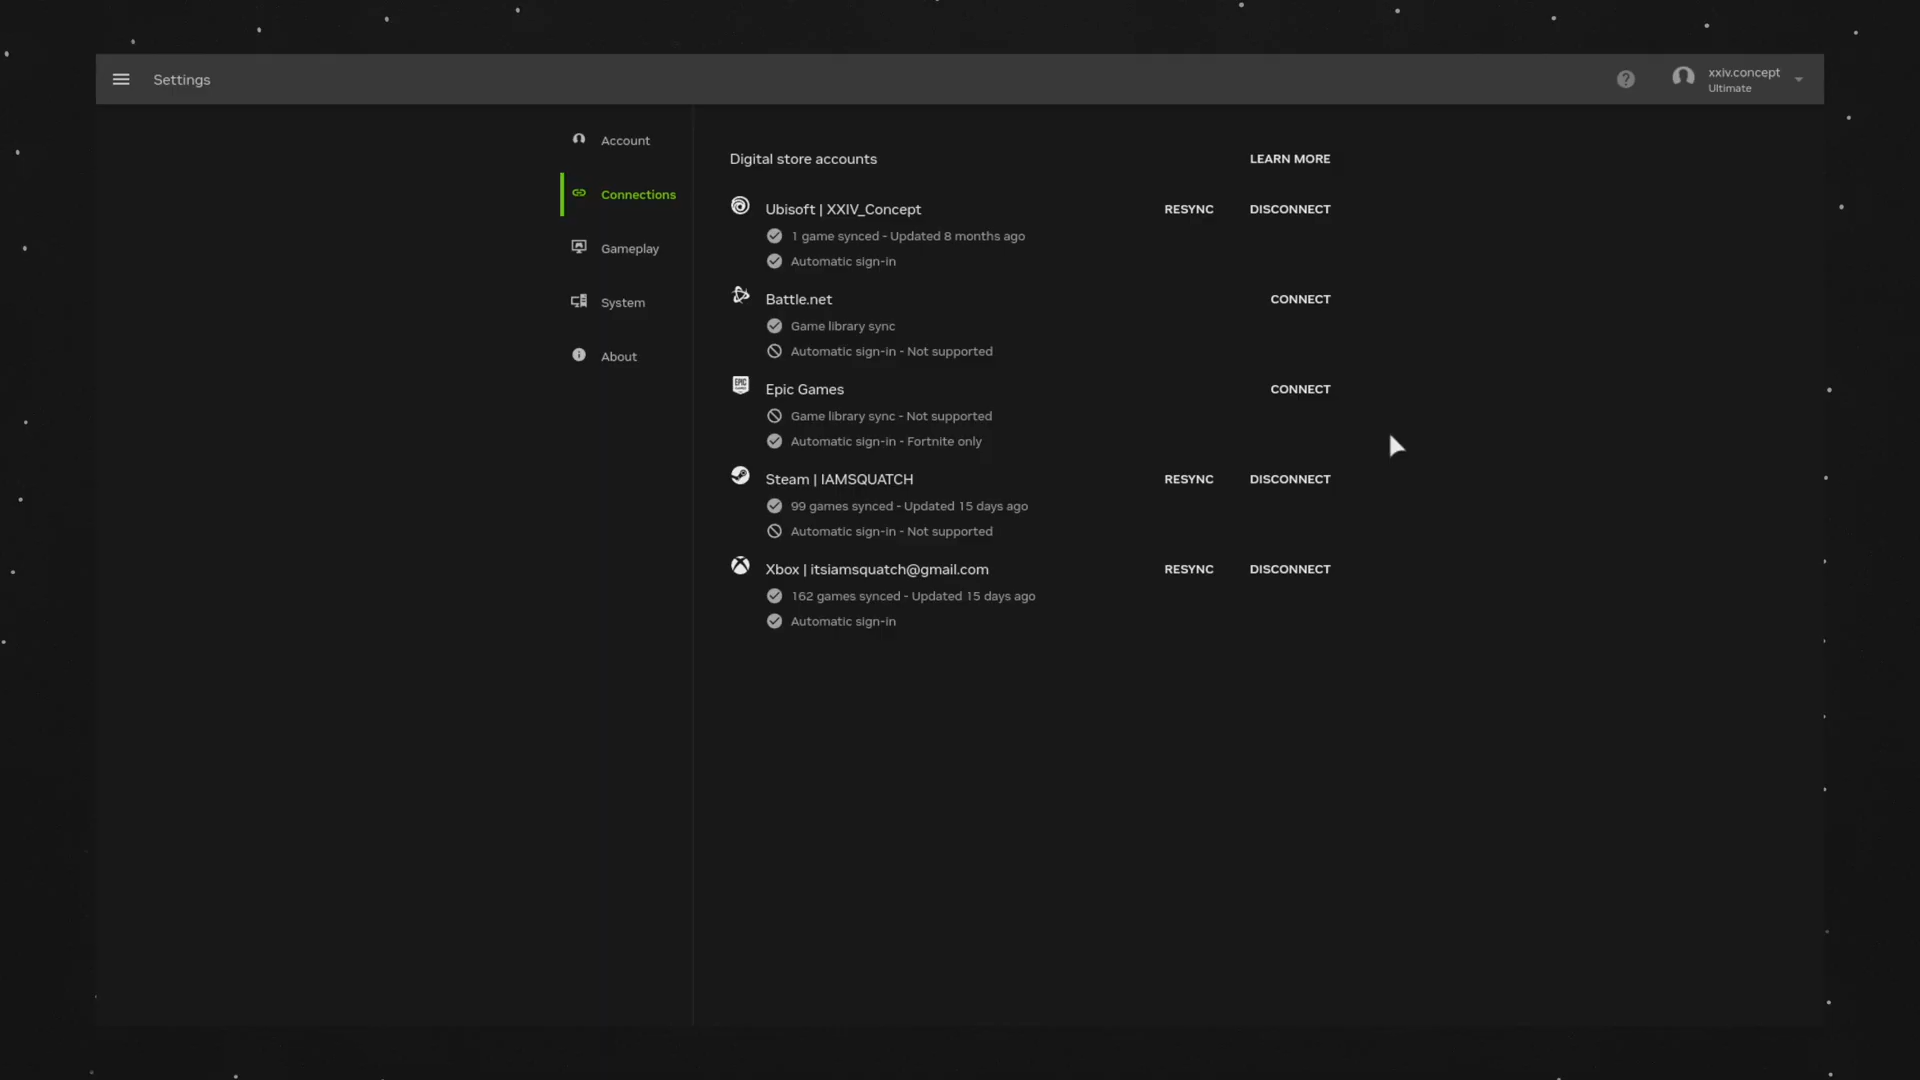 Settings
?
xxiv.concept
Ultimate
Account
Connections
Gameplay
System
About
Digital store accounts
LEARN MORE
Ubisoft | XXIV_Concept
RESYNC
DISCONNECT
1 game synced - Updated 8 months ago
Automatic sign-in
Battle.net
CONNECT
Game library sync
Automatic sign-in - Not supported
EPIC
Epic Games
CONNECT
Game library sync - Not supported
Automatic sign-in - Fortnite only
Steam | IAMSQUATCH
RESYNC
DISCONNECT
99 games synced - Updated 15 days ago
Automatic sign-in - Not supported
Xbox | itsiamsquatch@gmail.com
RESYNC
DISCONNECT
162 games synced - Updated 15 days ago
Automatic sign-in